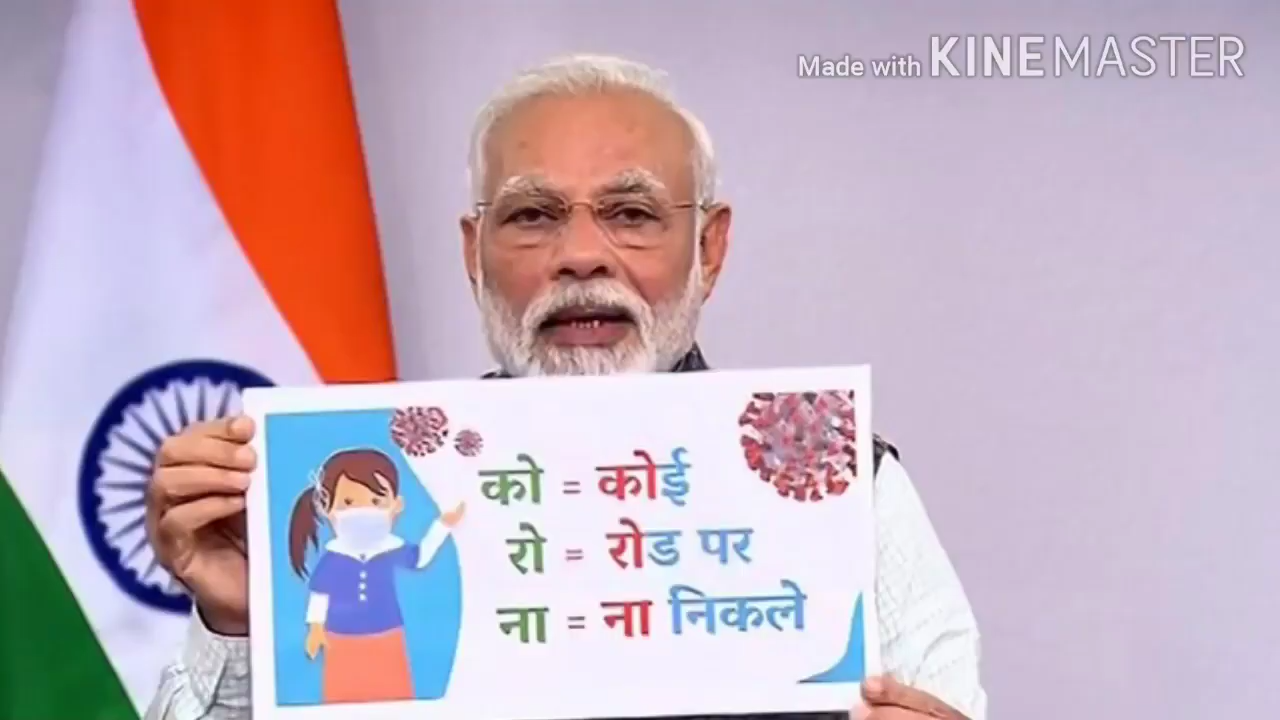 Made with KINEMASTER
को = कोई
रो = रोड पर
ना = ना निकले